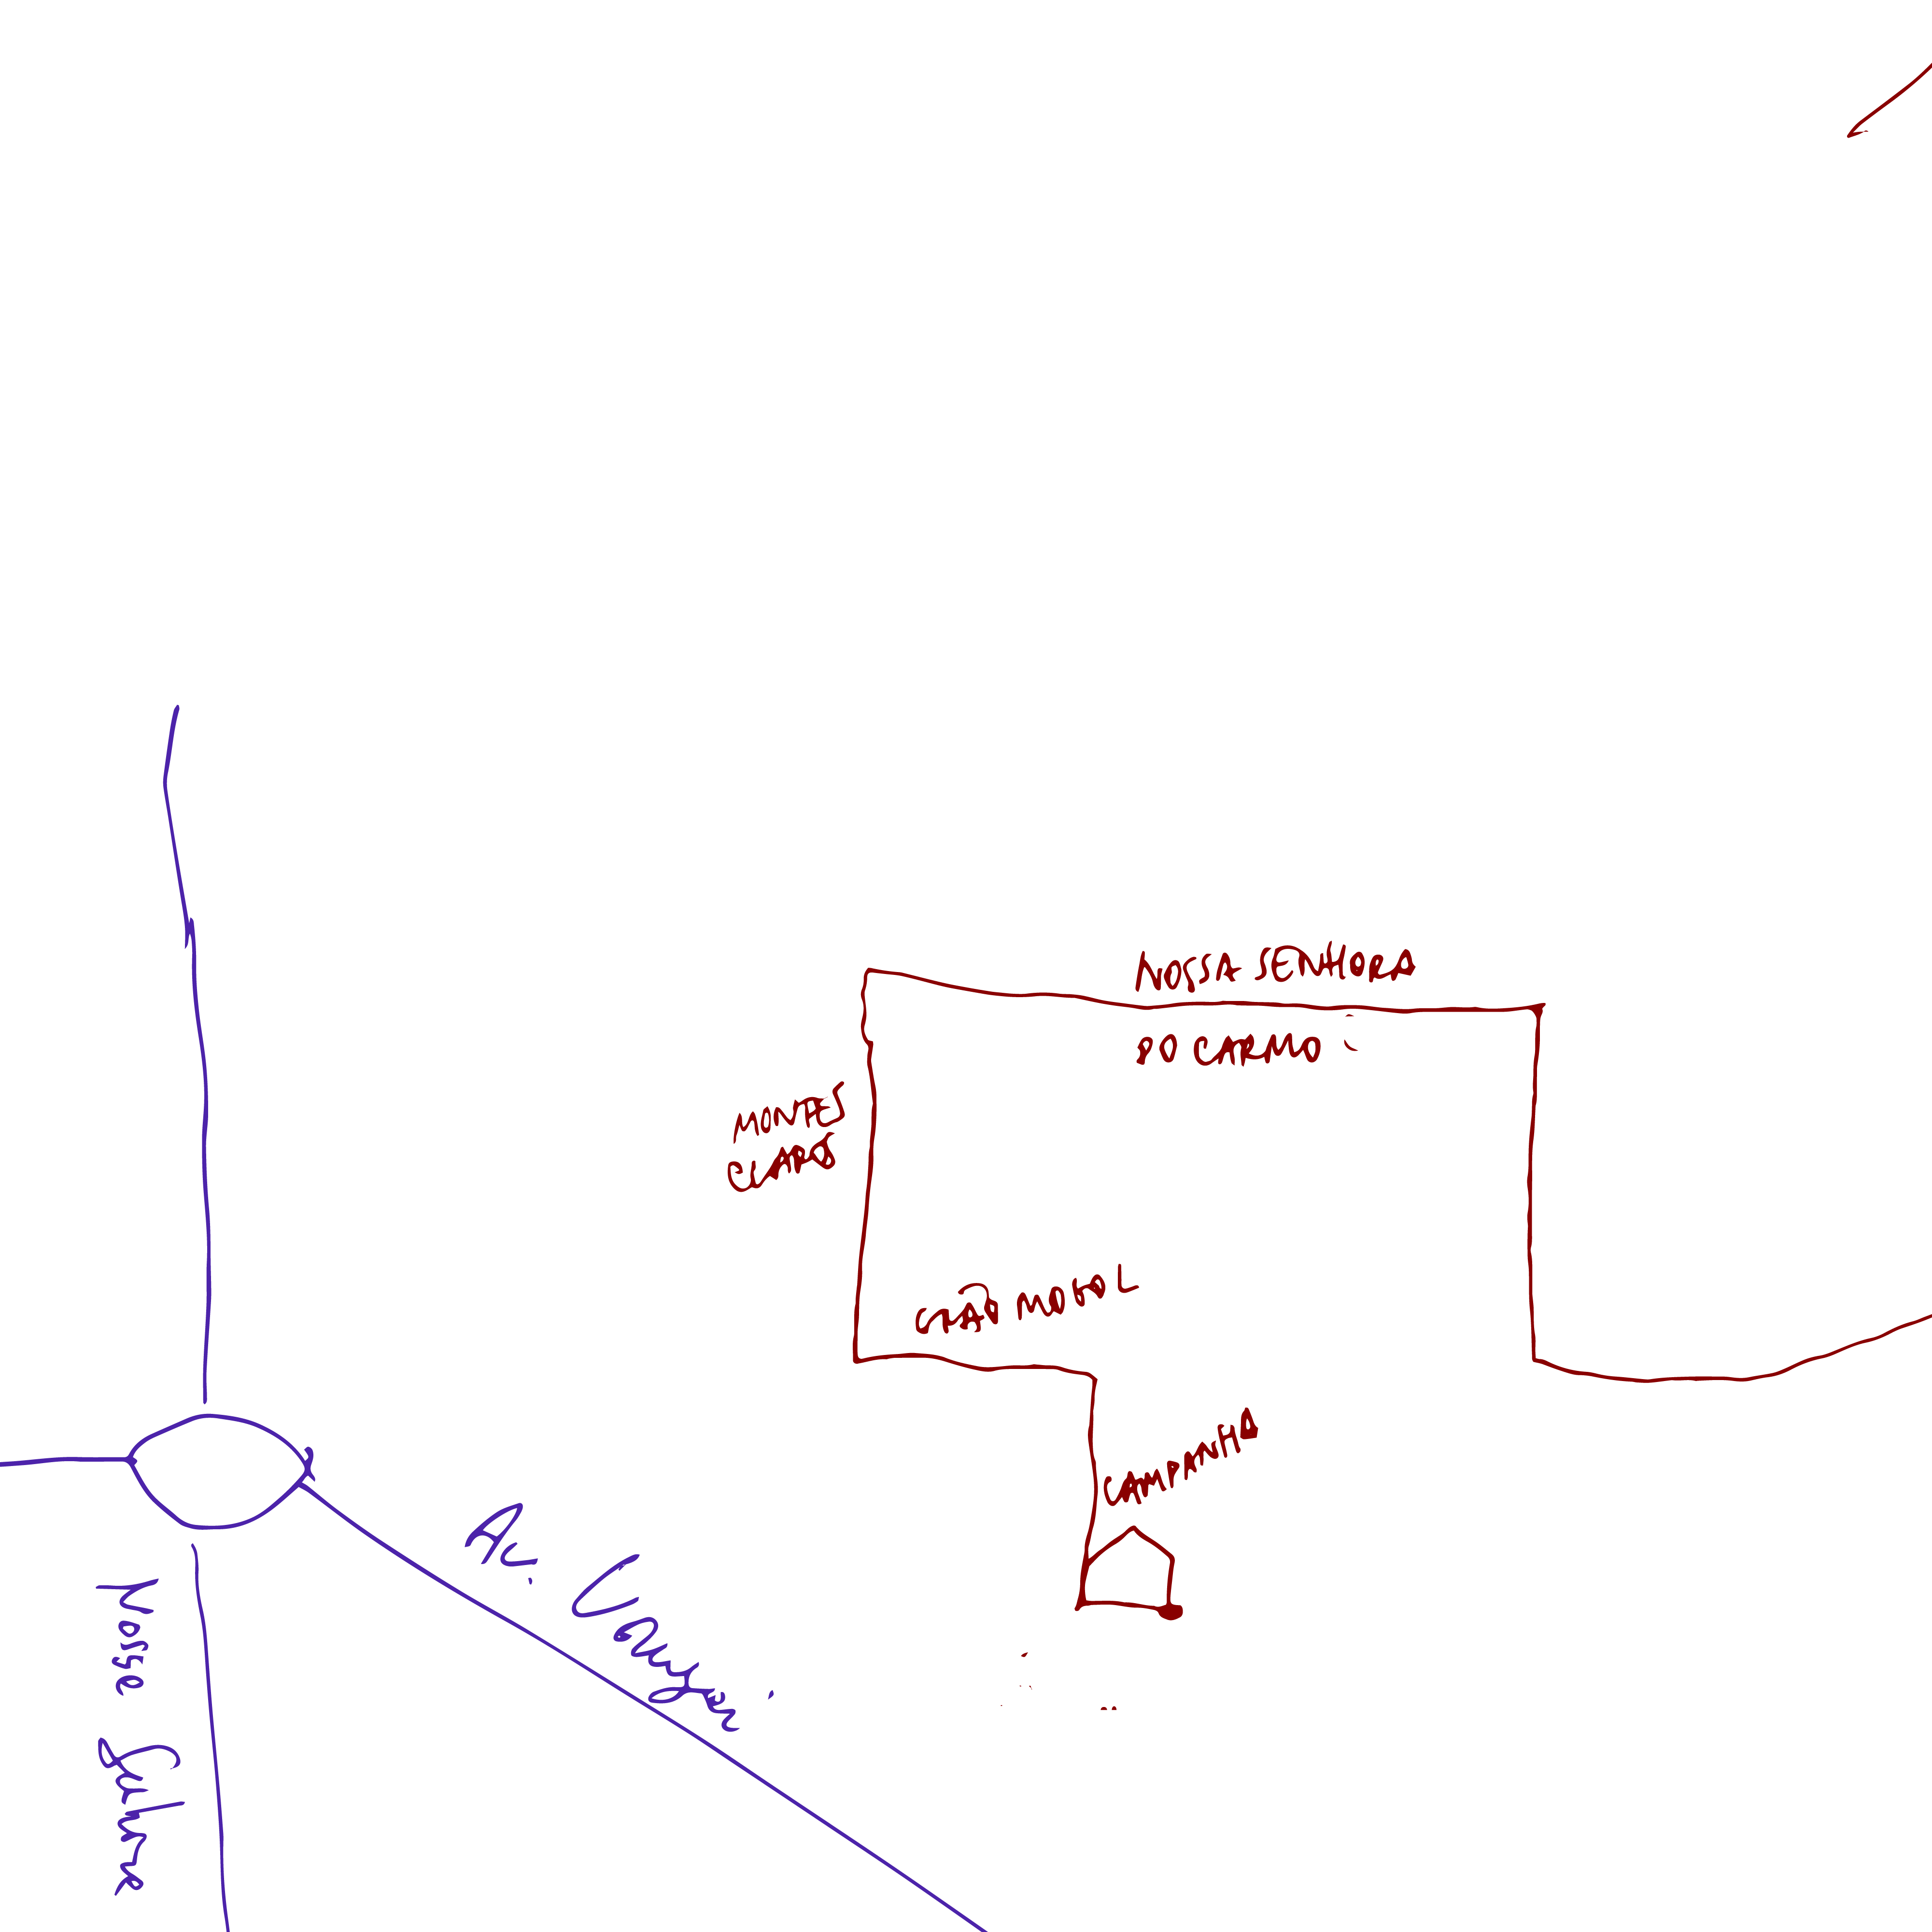 NOSSA SENHORA
DO CARMO
MONTES
CLAROS
GRÃO MOGOL
CAMPANHA
Av. Uruguai
Nossa Senhora